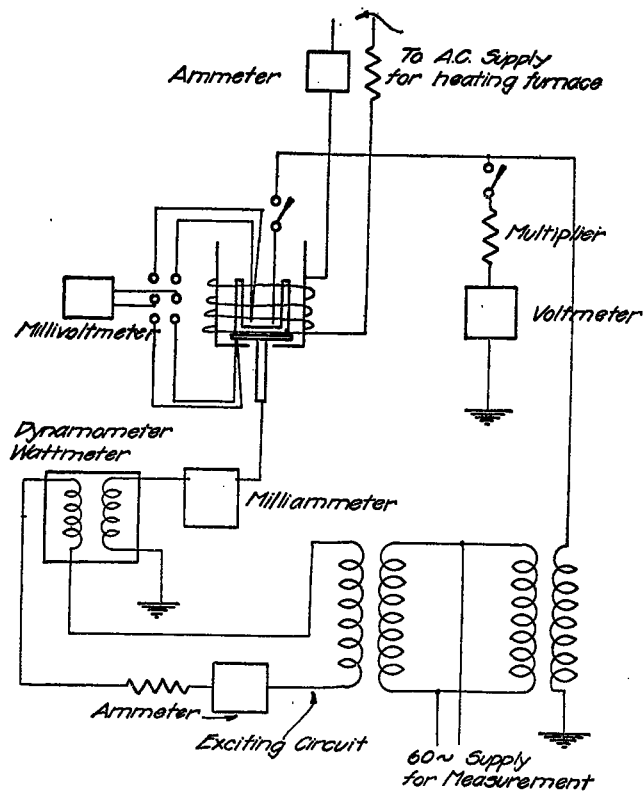 To A.C. Supply
for heating furnace
Ammeter
Multiplier
Voltmeter
Millivoltmeter
Dynamometer
Wattmeter
Milliammeter
Ammeter
Exciting Circuit
60~ Supply
for Measurement